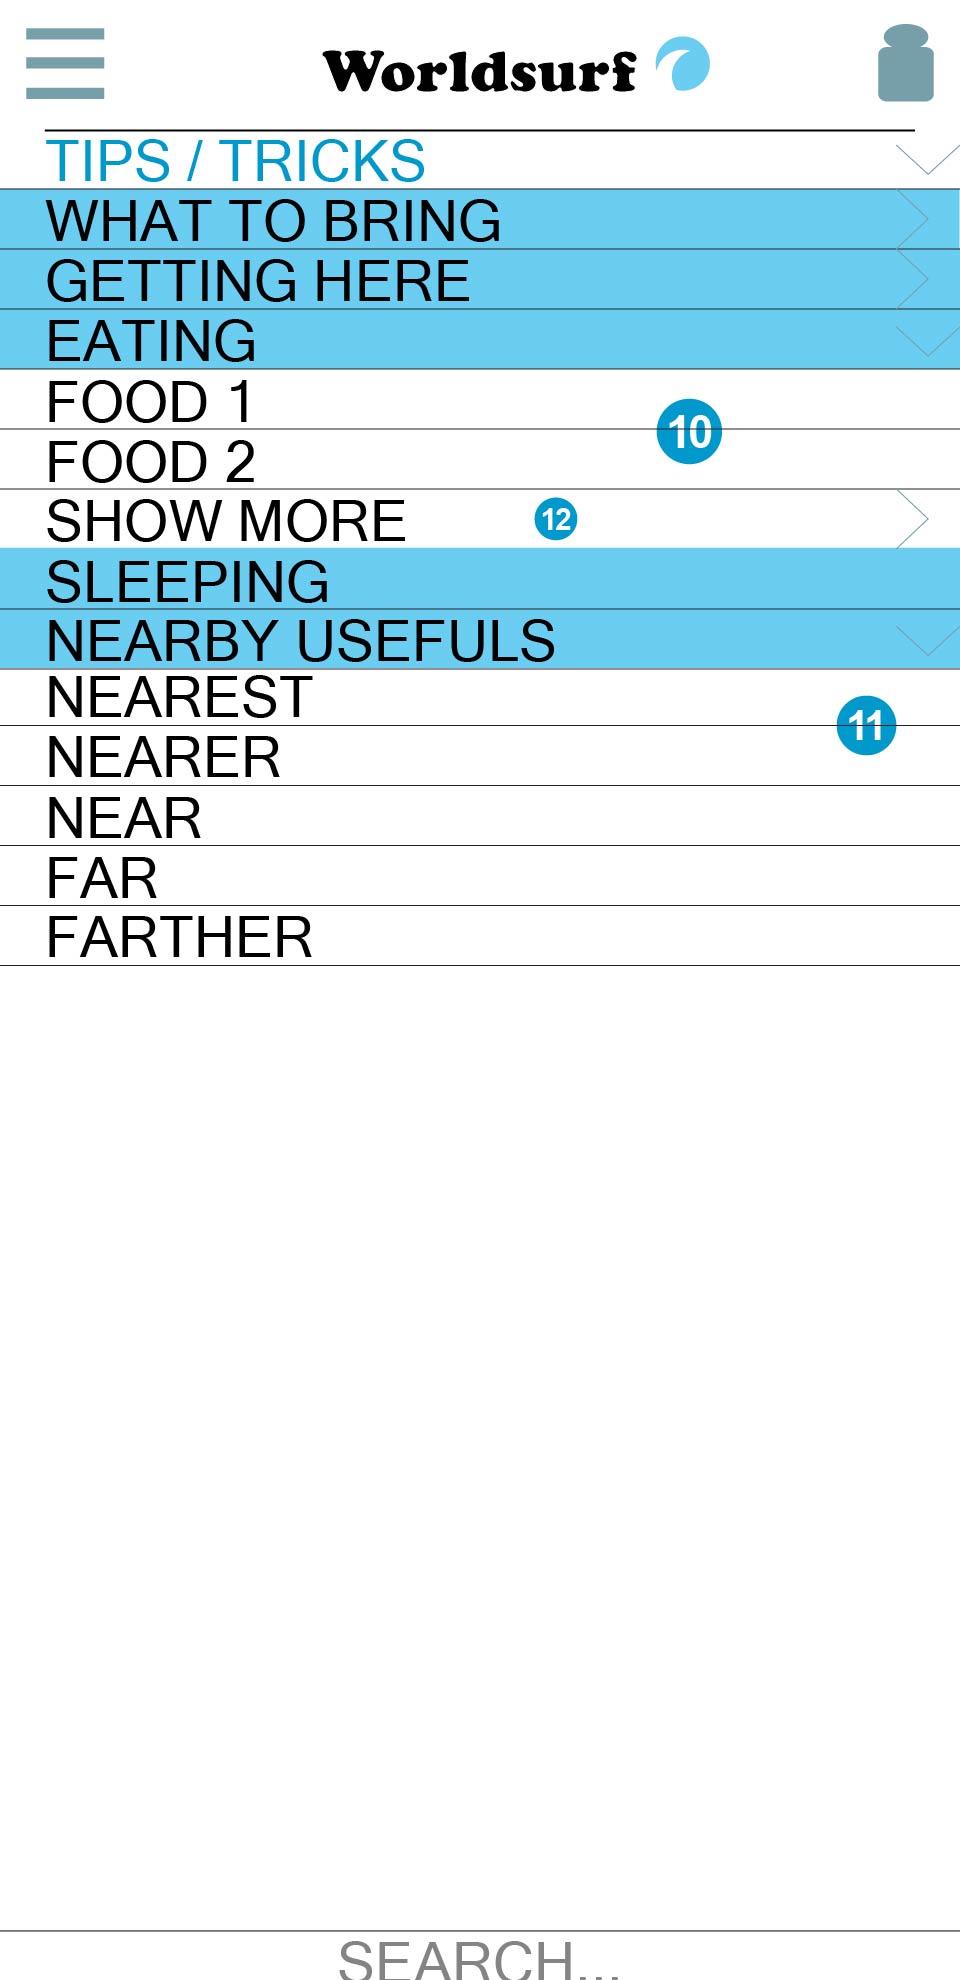 Worldsurf
TIPS / TRICKS
WHAT TO BRING
GETTING HERE
EATING
FOOD 1
10
FOOD 2
SHOW MORE 12
SLEEPING
NEARBY USEFULS
NEAREST
11
NEARER
NEAR
FAR
FARTHER
SEARCH...